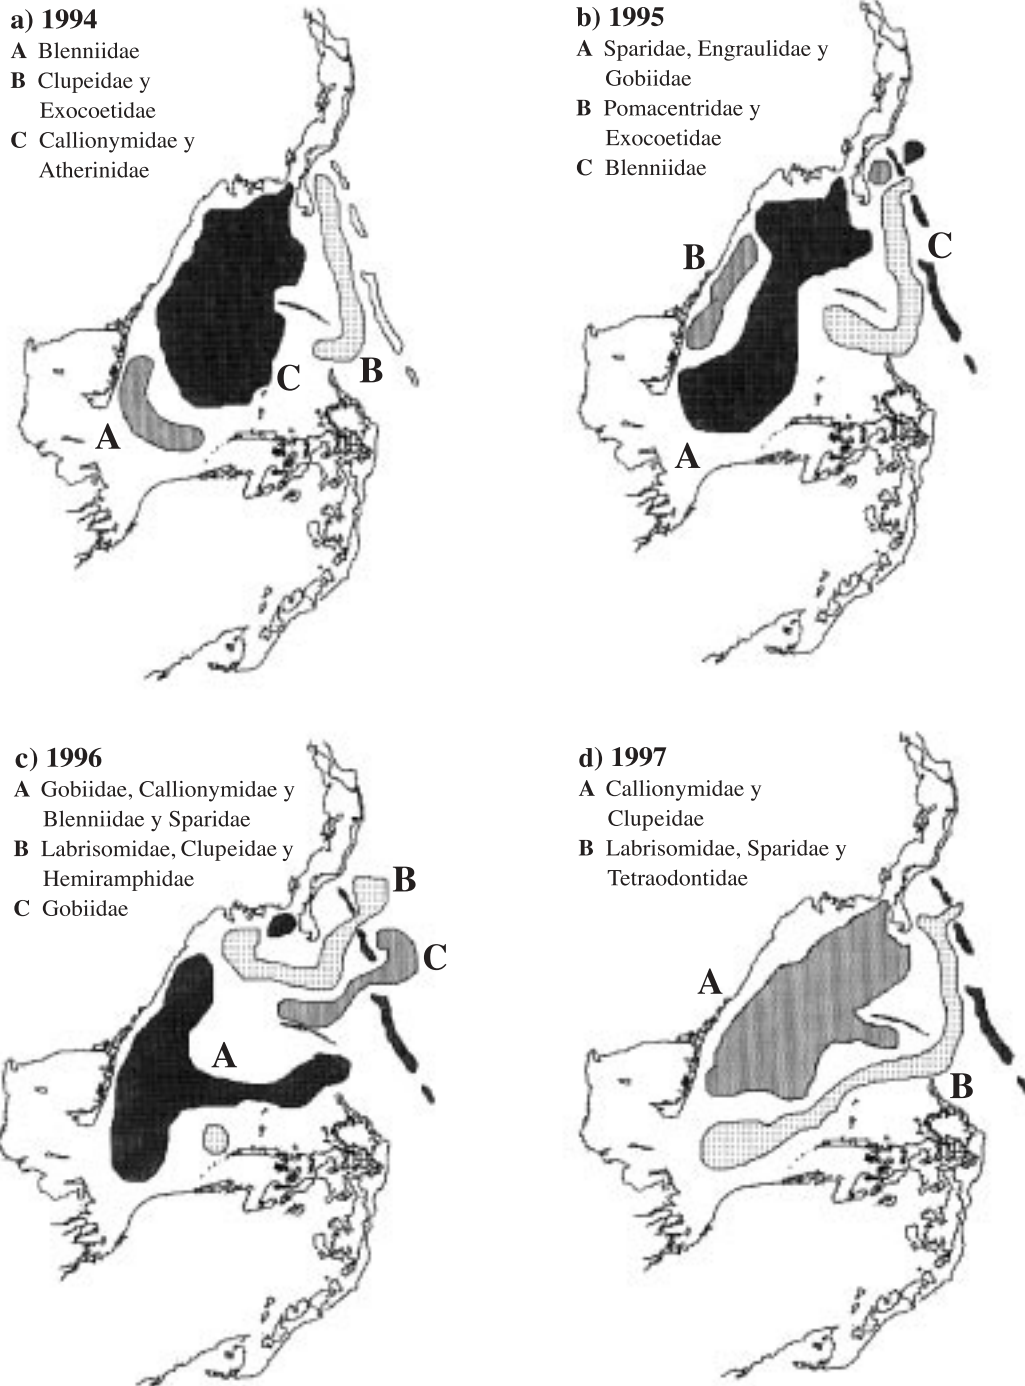 a) 1994
A Blenniidae
B Clupeidae y
Exocoetidae
C Callionymidae y
Atherinidae
A
B
C
b) 1995
A Sparidae, Engraulidae y
Gobiidae
B Pomacentridae y
Exocoetidae
C Blenniidae
B
C
A
c) 1996
A Gobiidae, Callionymidae y
Blenniidae y Sparidae
B Labrisomidae, Clupeidae y
Hemiramphidae
C Gobiidae
B
C
A
d) 1997
A Callionymidae y
Clupeidae
B Labrisomidae, Sparidae y
Tetraodontidae
A
B